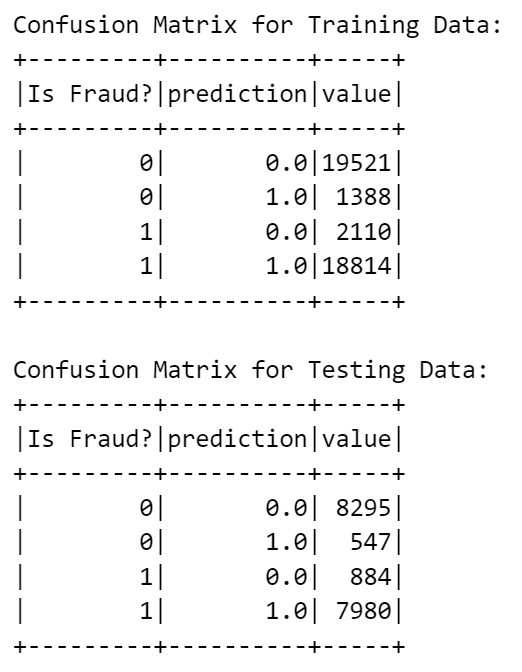 Confusion Matrix for Training Data:
+---------+----------+-----+
|Is Fraud?|prediction|value|
+---------+----------+-----+
|        0|       0.0|19521|
|        0|       1.0| 1388|
|        1|       0.0| 2110|
|        1|       1.0|18814|
+---------+----------+-----+

Confusion Matrix for Testing Data:
+---------+----------+-----+
|Is Fraud?|prediction|value|
+---------+----------+-----+
|        0|       0.0| 8295|
|        0|       1.0|  547|
|        1|       0.0|  884|
|        1|       1.0| 7980|
+---------+----------+-----+